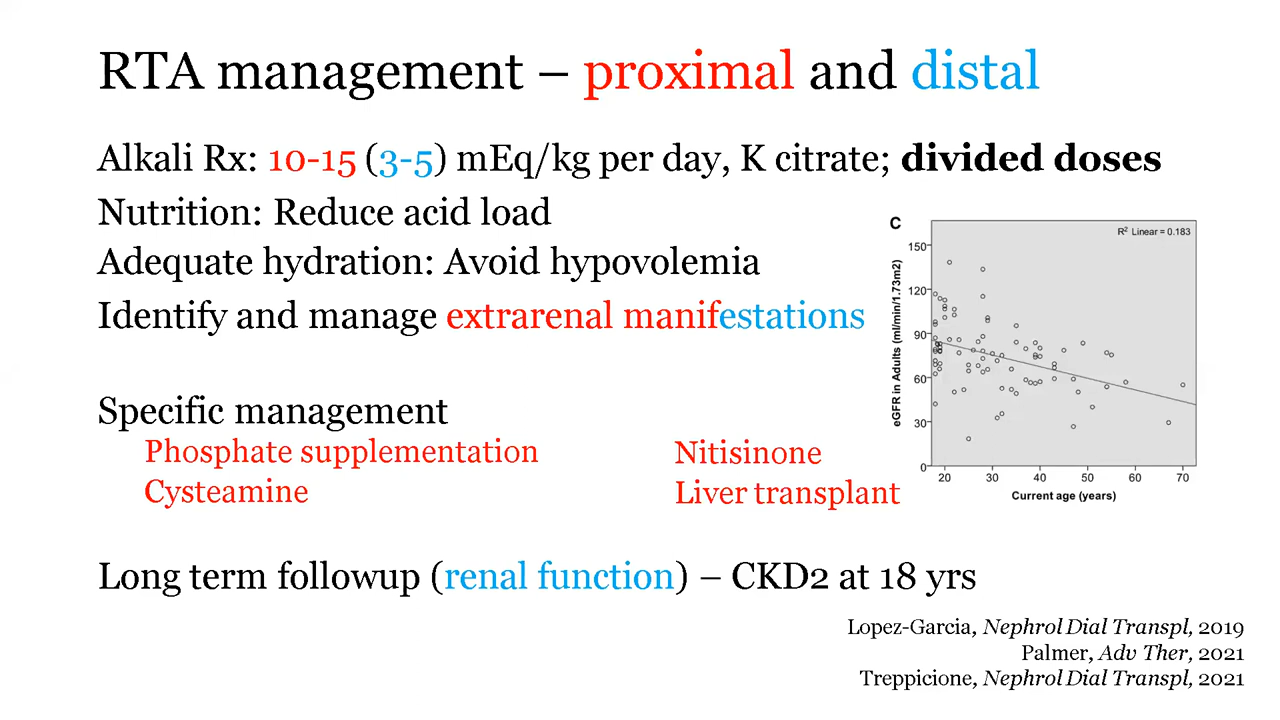 RTA management – proximal and distal
Alkali Rx: 10-15 (3-5) mEq/kg per day, K citrate; divided doses
Nutrition: Reduce acid load
Adequate hydration: Avoid hypovolemia
Identify and manage extrarenal manifestations
Specific management
Phosphate supplementation
Cysteamine
Nitisinone
Liver transplant
C
R² Linear = 0.183
eGFR in Adults (ml/min/1.73m2)
150
120
90
60
30
0
20 30 40 50 60 70
Current age (years)
Long term followup (renal function) – CKD2 at 18 yrs
Lopez-Garcia, Nephrol Dial Transpl, 2019
Palmer, Adv Ther, 2021
Treppicione, Nephrol Dial Transpl, 2021